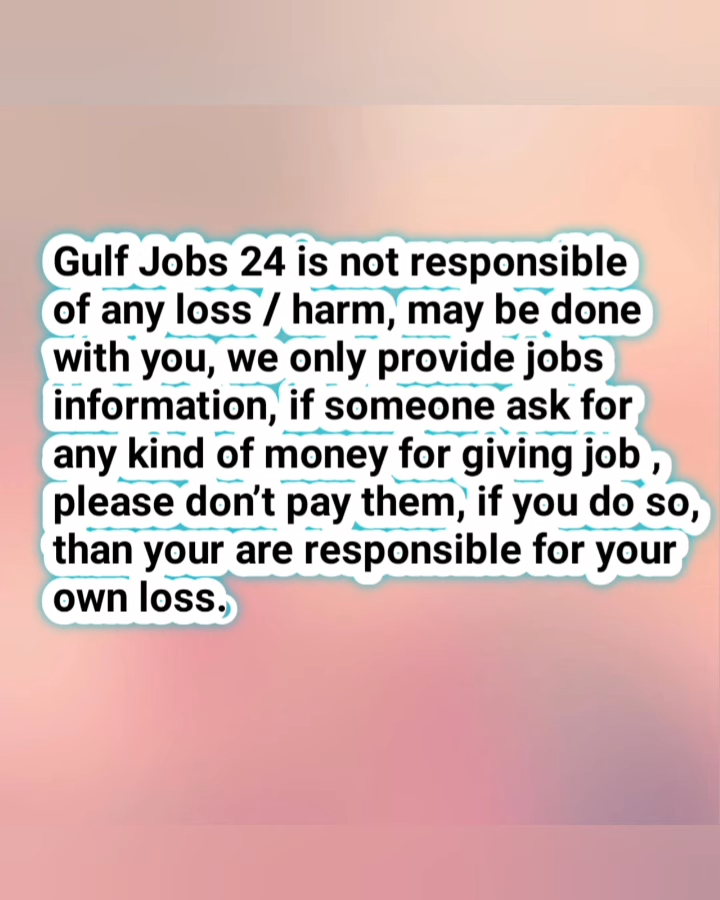 Gulf Jobs 24 is not responsible
of any loss / harm, may be done
with you, we only provide jobs
information, if someone ask for
any kind of money for giving job ,
please don’t pay them, if you do so,
than your are responsible for your
own loss.